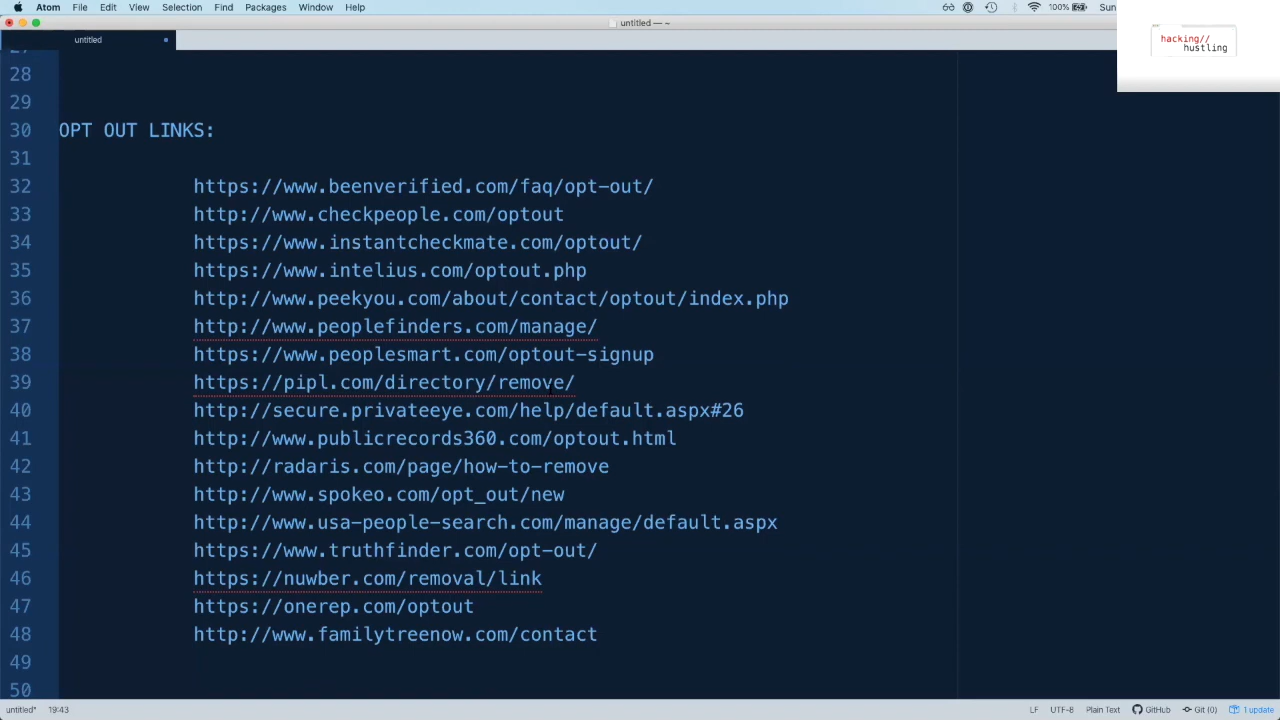 Atom File Edit View Selection Find Packages Window Help 100% Sun
untitled — ~
hacking//
hustling
untitled
28
29
30 OPT OUT LINKS:
31
32 https://www.beenverified.com/faq/opt-out/
33 http://www.checkpeople.com/optout
34 https://www.instantcheckmate.com/optout/
35 https://www.intelius.com/optout.php
36 http://www.peekyou.com/about/contact/optout/index.php
37 http://www.peoplefinders.com/manage/
38 https://www.peoplesmart.com/optout-signup
39 https://pipl.com/directory/remove/
40 http://secure.privateeye.com/help/default.aspx#26
41 http://www.publicrecords360.com/optout.html
42 http://radaris.com/page/how-to-remove
43 http://www.spokeo.com/opt_out/new
44 http://www.usa-people-search.com/manage/default.aspx
45 https://www.truthfinder.com/opt-out/
46 https://nuwber.com/removal/link
47 https://onerep.com/optout
48 http://www.familytreenow.com/contact
49
50
untitled* 19:43 LF UTF-8 Plain Text GitHub Git (0) 1 update